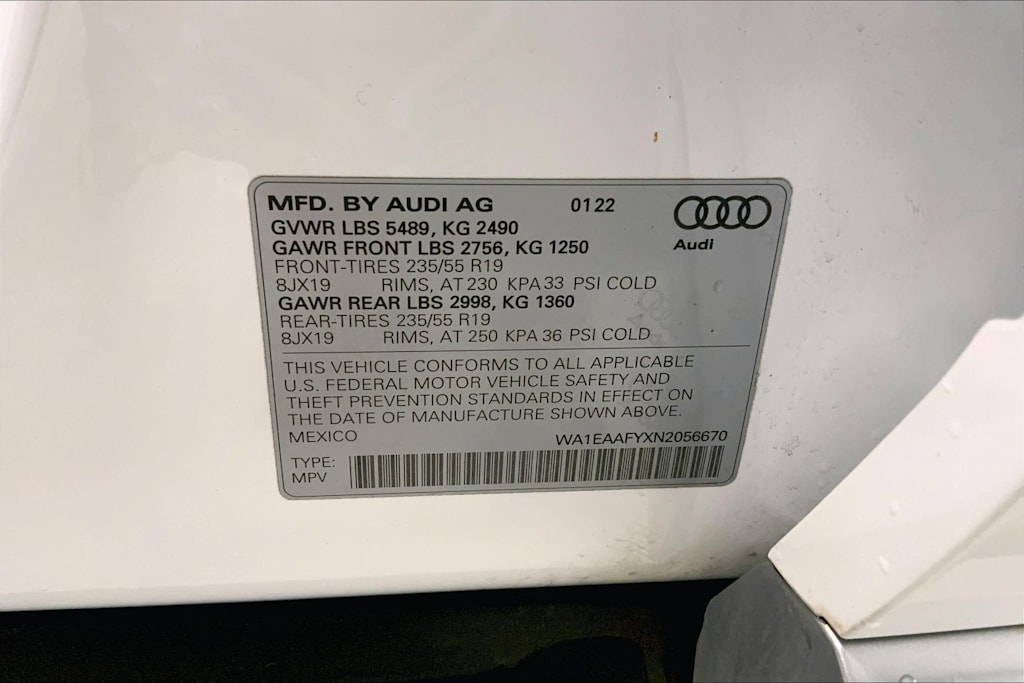 MFD. BY AUDI AG 01 22
GVWR LBS 5489, KG 2490
GAWR FRONT LBS 2756, KG 1250
Audi
FRONT-TIRES 235/55 R19
8JX19 RIMS, AT 230 KPA 33 PSI COLD
GAWR REAR LBS 2998, KG 1360
REAR-TIRES 235/55 R19
8JX19 RIMS, AT 250 KPA 36 PSI COLD
THIS VEHICLE CONFORMS TO ALL APPLICABLE
U.S. FEDERAL MOTOR VEHICLE SAFETY AND
THEFT PREVENTION STANDARDS IN EFFECT ON
THE DATE OF MANUFACTURE SHOWN ABOVE.
MEXICO WA1EAAFYXN2056670
TYPE:
MPV